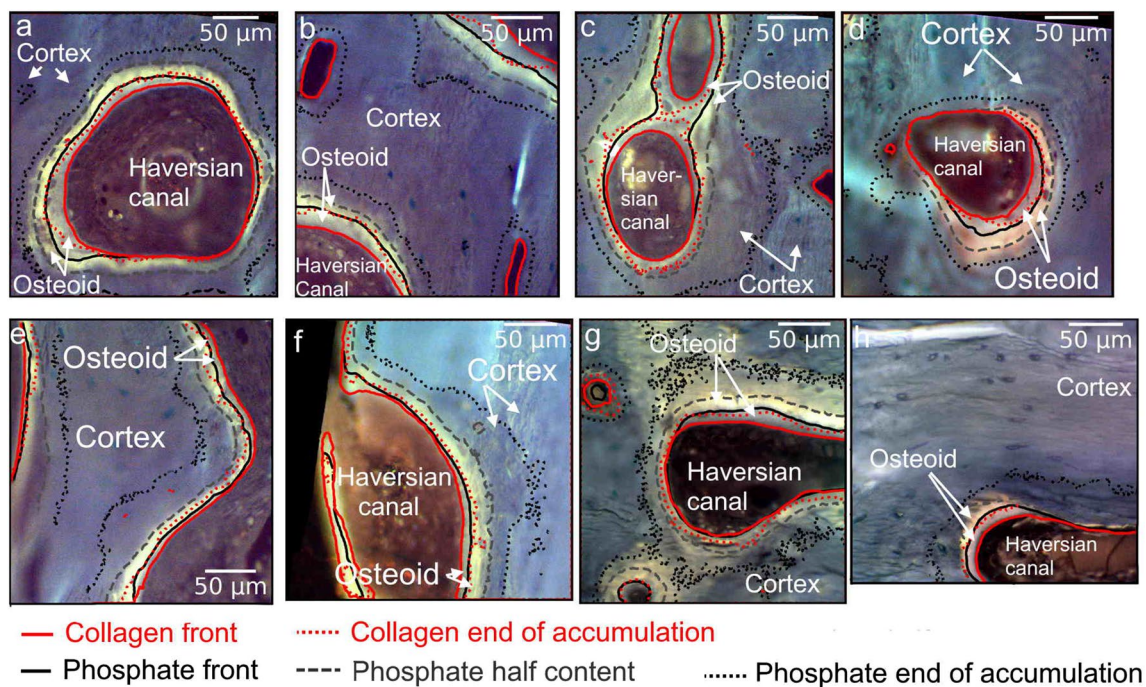 a
Cortex
50 µm
Haversian
canal
Osteoid
b
50 µm
Cortex
Osteoid
Haversian
Canal
c
50 µm
Osteoid
Haver-
sian
canal
Cortex
d
Cortex
50 µm
Haversian
canal
Osteoid
e
Osteoid
Cortex
50 µm
f
50 µm
Cortex
Haversian
canal
Osteoid
g
Osteoid
50 µm
Haversian
canal
Cortex
h
50 µm
Cortex
Osteoid
Haversian
canal
Collagen front
Collagen end of accumulation
Phosphate front
Phosphate half content
Phosphate end of accumulation